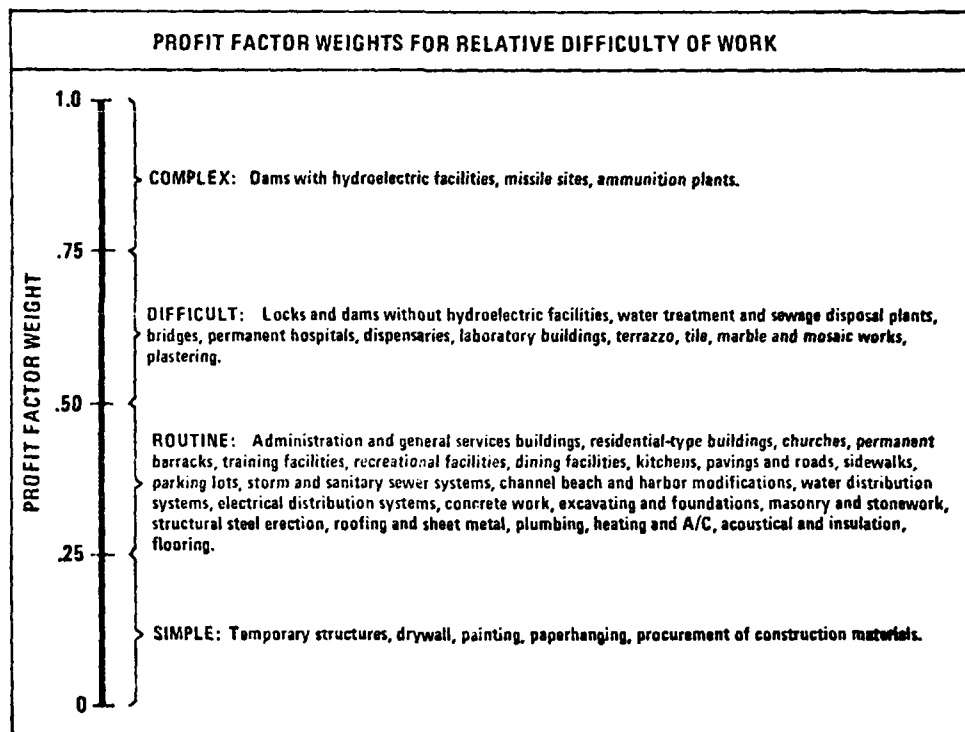 PROFIT FACTOR WEIGHTS FOR RELATIVE DIFFICULTY OF WORK
PROFIT FACTOR WEIGHT
1.0
COMPLEX: Dams with hydroelectric facilities, missile sites, ammunition plants.
.75
DIFFICULT: Locks and dams without hydroelectric facilities, water treatment and sewage disposal plants,
bridges, permanent hospitals, dispensaries, laboratory buildings, terrazzo, tile, marble and mosaic works,
plastering.
.50
ROUTINE: Administration and general services buildings, residential-type buildings, churches, permanent
barracks, training facilities, recreational facilities, dining facilities, kitchens, pavings and roads, sidewalks,
parking lots, storm and sanitary sewer systems, channel beach and harbor modifications, water distribution
systems, electrical distribution systems, concrete work, excavating and foundations, masonry and stonework,
structural steel erection, roofing and sheet metal, plumbing, heating and A/C, acoustical and insulation,
flooring.
.25
SIMPLE: Temporary structures, drywall, painting, paperhanging, procurement of construction materials.
0